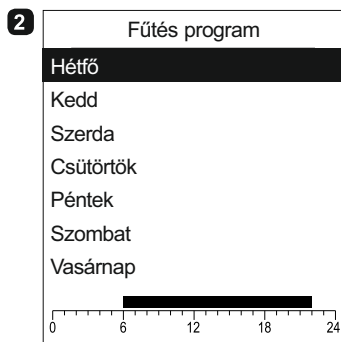 2
Fűtés program
Hétfő
Kedd
Szerda
Csütörtök
Péntek
Szombat
Vasárnap
0 6 12 18 24